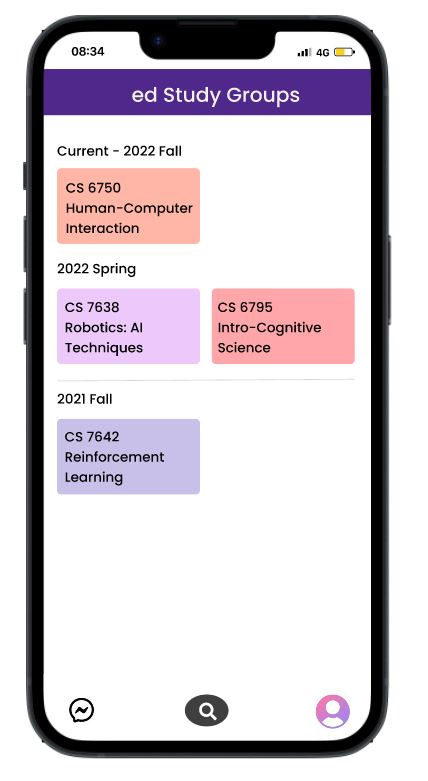 08:34
4G
ed Study Groups
Current - 2022 Fall
CS 6750
Human-Computer
Interaction
2022 Spring
CS 7638
Robotics: AI
Techniques
CS 6795
Intro-Cognitive
Science
2021 Fall
CS 7642
Reinforcement
Learning